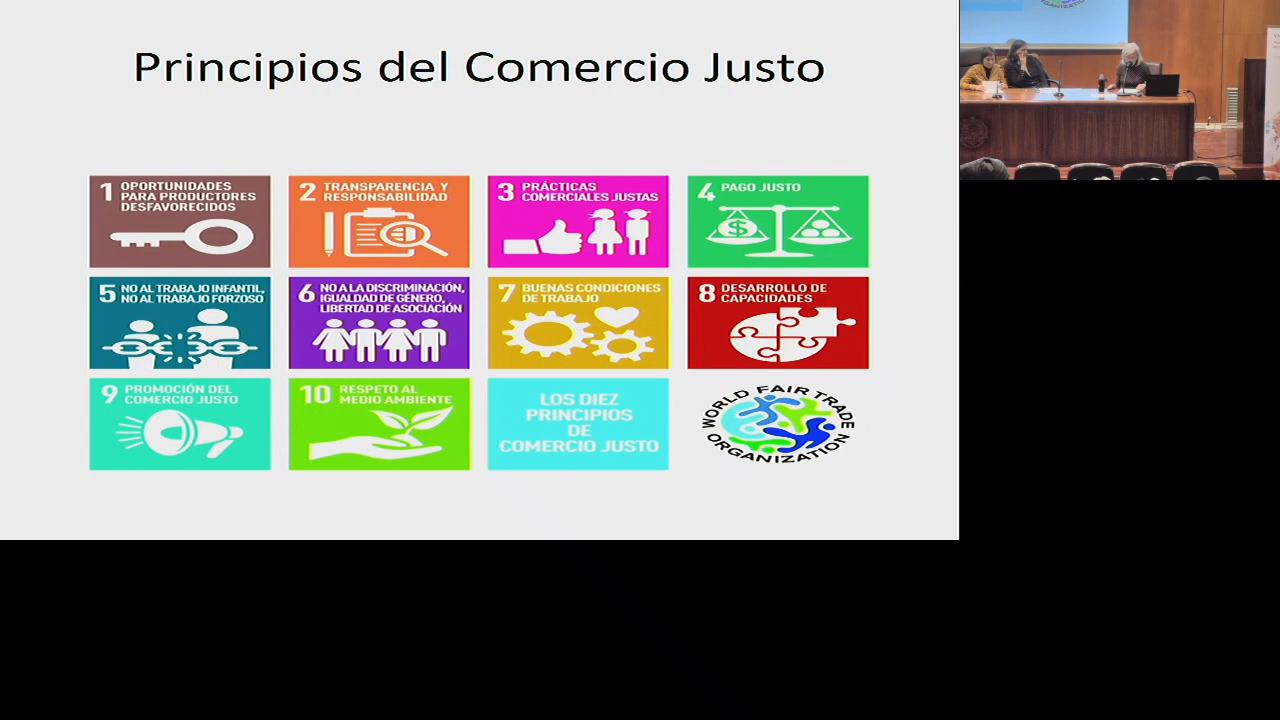 Principios del Comercio Justo
1 OPORTUNIDADES
PARA PRODUCTORES
DESFAVORECIDOS
2 TRANSPARENCIA Y
RESPONSABILIDAD
3 PRÁCTICAS
COMERCIALES JUSTAS
4 PAGO JUSTO
$
5 NO AL TRABAJO INFANTIL,
NO AL TRABAJO FORZOSO
6 NO A LA DISCRIMINACIÓN,
IGUALDAD DE GÉNERO,
LIBERTAD DE ASOCIACIÓN
7 BUENAS CONDICIONES
DE TRABAJO
8 DESARROLLO DE
CAPACIDADES
9 PROMOCIÓN DEL
COMERCIO JUSTO
10 RESPETO AL
MEDIO AMBIENTE
LOS DIEZ
PRINCIPIOS
DE
COMERCIO JUSTO
WORLD FAIR TRADE
ORGANIZATION